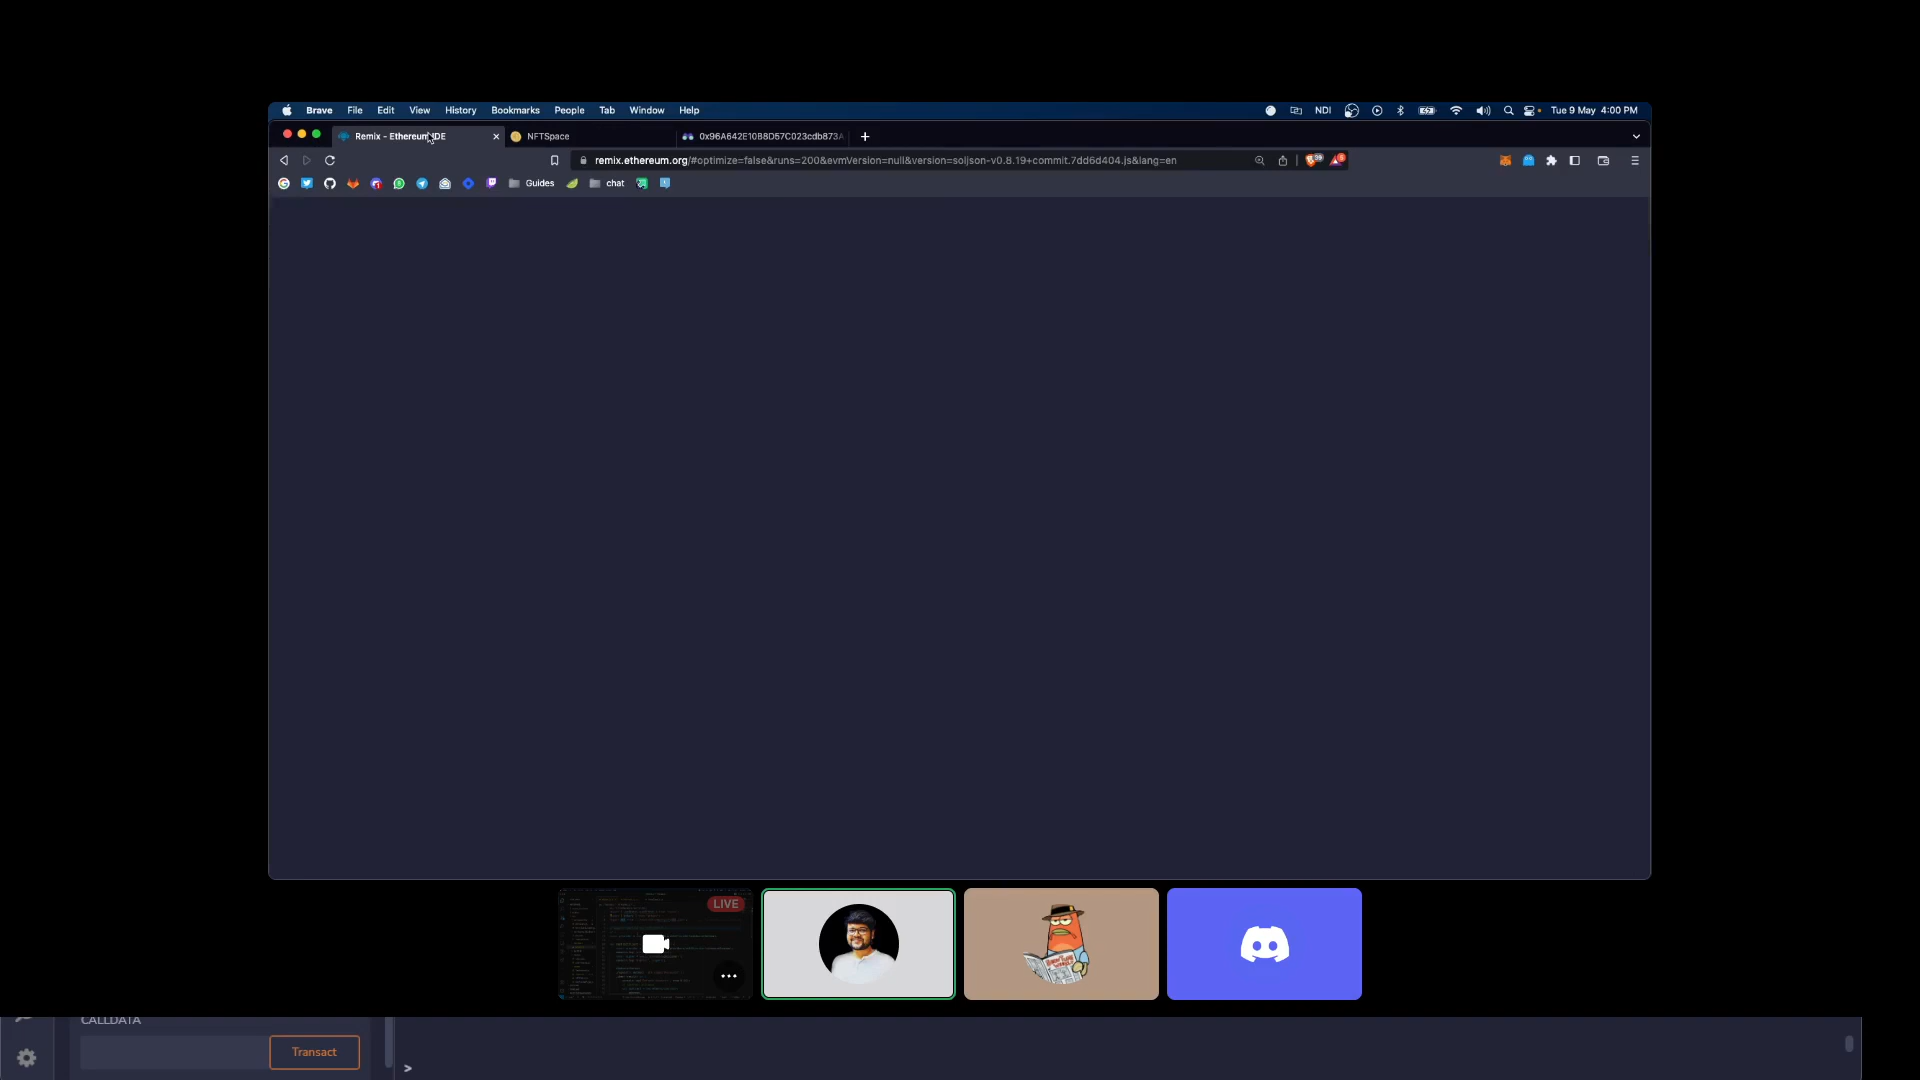 Brave File Edit View History Bookmarks People Tab Window Help NDI Tue 9 May 4:00 PM
Remix - Ethereum IDE NFTSpace 0x96A642E10B8D57C023cdb873A
remix.ethereum.org/#optimize=false&runs=200&evmVersion=null&version=soljson-v0.8.19+commit.7dd6d404.js&lang=en
Guides chat
LIVE
CALLDATA
Transact
>